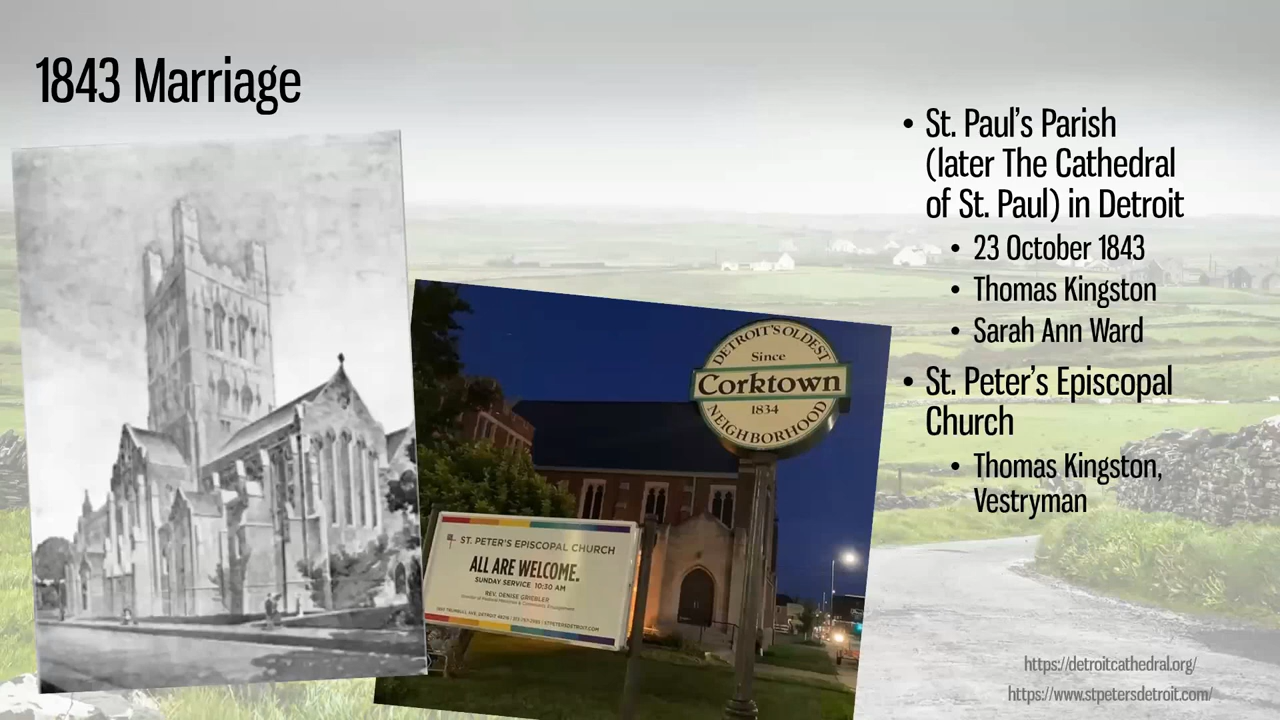 1843 Marriage
• St. Paul's Parish
(later The Cathedral
of St. Paul) in Detroit
• 23 October 1843
• Thomas Kingston
• Sarah Ann Ward
• St. Peter's Episcopal
Church
• Thomas Kingston,
Vestryman
DETROIT'S OLDEST
Since
Corktown
1834
NEIGHBORHOOD
ST. PETER'S EPISCOPAL CHURCH
ALL ARE WELCOME.
SUNDAY SERVICE 10:30 AM
REV. DENISE GRIEBLER
https://detroitcathedral.org/
https://www.stpetersdetroit.com/